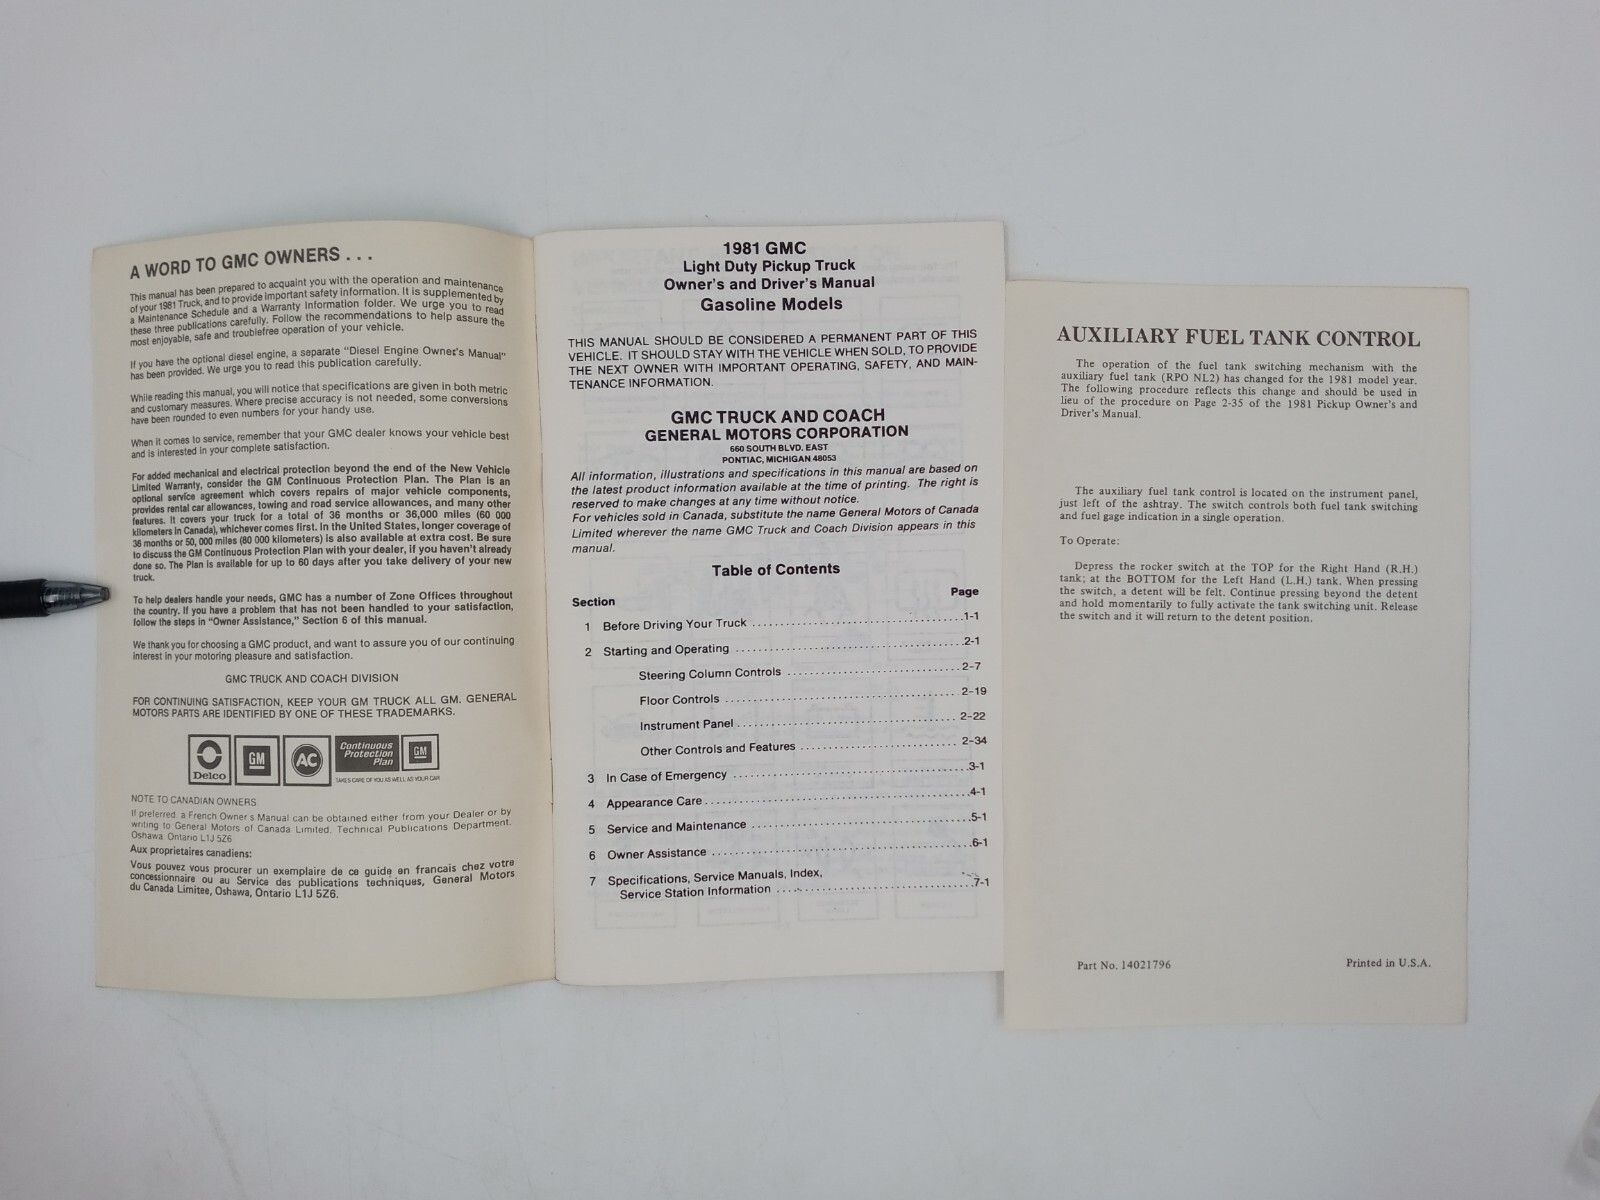 A WORD TO GMC OWNERS . . .
This manual has been prepared to acquaint you with the operation and maintenance
of your 1981 Truck, and to provide important safety information. It is supplemented by
a Maintenance Schedule and a Warranty Information folder. We urge you to read
these three publications carefully. Follow the recommendations to help assure the
most enjoyable, safe and troublefree operation of your vehicle.
If you have the optional diesel engine, a separate "Diesel Engine Owner's Manual"
has been provided. We urge you to read this publication carefully.
While reading this manual, you will notice that specifications are given in both metric
and customary measures. Where precise accuracy is not needed, some conversions
have been rounded to even numbers for your handy use.
When it comes to service, remember that your GMC dealer knows your vehicle best
and is interested in your complete satisfaction.
For added mechanical and electrical protection beyond the end of the New Vehicle
Limited Warranty, consider the GM Continuous Protection Plan. The Plan is an
optional service agreement which covers repairs of major vehicle components,
provides rental car allowances, towing and road service allowances, and many other
features. It covers your truck for a total of 36 months or 36,000 miles (60 000
kilometers in Canada), whichever comes first. In the United States, longer coverage of
36 months or 50, 000 miles (80 000 kilometers) is also available at extra cost. Be sure
to discuss the GM Continuous Protection Plan with your dealer, if you haven't already
done so. The Plan is available for up to 60 days after you take delivery of your new
truck.
To help dealers handle your needs, GMC has a number of Zone Offices throughout
the country. If you have a problem that has not been handled to your satisfaction,
follow the steps in "Owner Assistance," Section 6 of this manual.
We thank you for choosing a GMC product, and want to assure you of our continuing
interest in your motoring pleasure and satisfaction.
GMC TRUCK AND COACH DIVISION
FOR CONTINUING SATISFACTION, KEEP YOUR GM TRUCK ALL GM. GENERAL
MOTORS PARTS ARE IDENTIFIED BY ONE OF THESE TRADEMARKS.
Delco
GM
AC
Continuous
Protection
Plan
GM
TAKES CARE OF YOU AS WELL AS YOUR CAR
NOTE TO CANADIAN OWNERS
If preferred, a French Owner s Manual can be obtained either from your Dealer or by
writing to General Motors of Canada Limited. Technical Publications Department.
Oshawa. Ontario L1J 5Z6
Aux proprietaires canadiens:
Vous pouvez vous procurer un exemplaire de ce guide en francais chez votre
concessionnaire ou au Service des publications techniques, General Motors
du Canada Limitee, Oshawa, Ontario L1J 5Z6.
1981 GMC
Light Duty Pickup Truck
Owner's and Driver's Manual
Gasoline Models
THIS MANUAL SHOULD BE CONSIDERED A PERMANENT PART OF THIS
VEHICLE. IT SHOULD STAY WITH THE VEHICLE WHEN SOLD, TO PROVIDE
THE NEXT OWNER WITH IMPORTANT OPERATING, SAFETY, AND MAIN-
TENANCE INFORMATION.
GMC TRUCK AND COACH
GENERAL MOTORS CORPORATION
660 SOUTH BLVD. EAST
PONTIAC, MICHIGAN 48053
All information, illustrations and specifications in this manual are based on
the latest product information available at the time of printing. The right is
reserved to make changes at any time without notice.
For vehicles sold in Canada, substitute the name General Motors of Canada
Limited wherever the name GMC Truck and Coach Division appears in this
manual.
Table of Contents
Section Page
1 Before Driving Your Truck ........................................1-1
2 Starting and Operating ...........................................2-1
Steering Column Controls ................................2-7
Floor Controls ..........................................2-19
Instrument Panel ........................................2-22
Other Controls and Features .............................2-34
3 In Case of Emergency .............................................3-1
4 Appearance Care ..................................................4-1
5 Service and Maintenance ..........................................5-1
6 Owner Assistance .................................................6-1
7 Specifications, Service Manuals, Index,
Service Station Information ....................................7-1
AUXILIARY FUEL TANK CONTROL
The operation of the fuel tank switching mechanism with the
auxiliary fuel tank (RPO NL2) has changed for the 1981 model year.
The following procedure reflects this change and should be used in
lieu of the procedure on Page 2-35 of the 1981 Pickup Owner's and
Driver's Manual.
The auxiliary fuel tank control is located on the instrument panel,
just left of the ashtray. The switch controls both fuel tank switching
and fuel gage indication in a single operation.
To Operate:
Depress the rocker switch at the TOP for the Right Hand (R.H.)
tank; at the BOTTOM for the Left Hand (L.H.) tank. When pressing
the switch, a detent will be felt. Continue pressing beyond the detent
and hold momentarily to fully activate the tank switching unit. Release
the switch and it will return to the detent position.
Part No. 14021796 Printed in U.S.A.